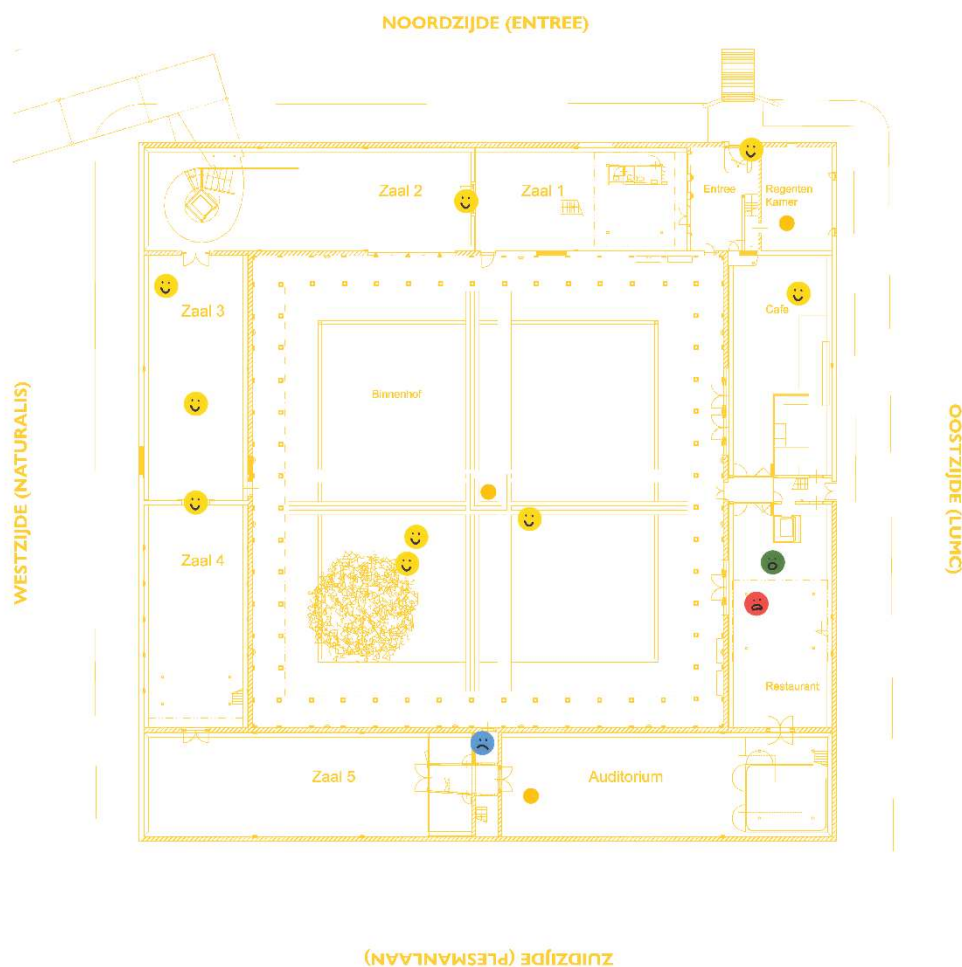 NOORDZIJDE (ENTREE)
Zaal 2
Zaal 1
Entree
Regenten
Kamer
Zaal 3
Cafe
Binnenhof
WESTZIJDE (NATURALIS)
OOSTZIJDE (LUMC)
Zaal 4
Restaurant
Zaal 5
Auditorium
ZUIDZIJDE (PLESMANLAAN)